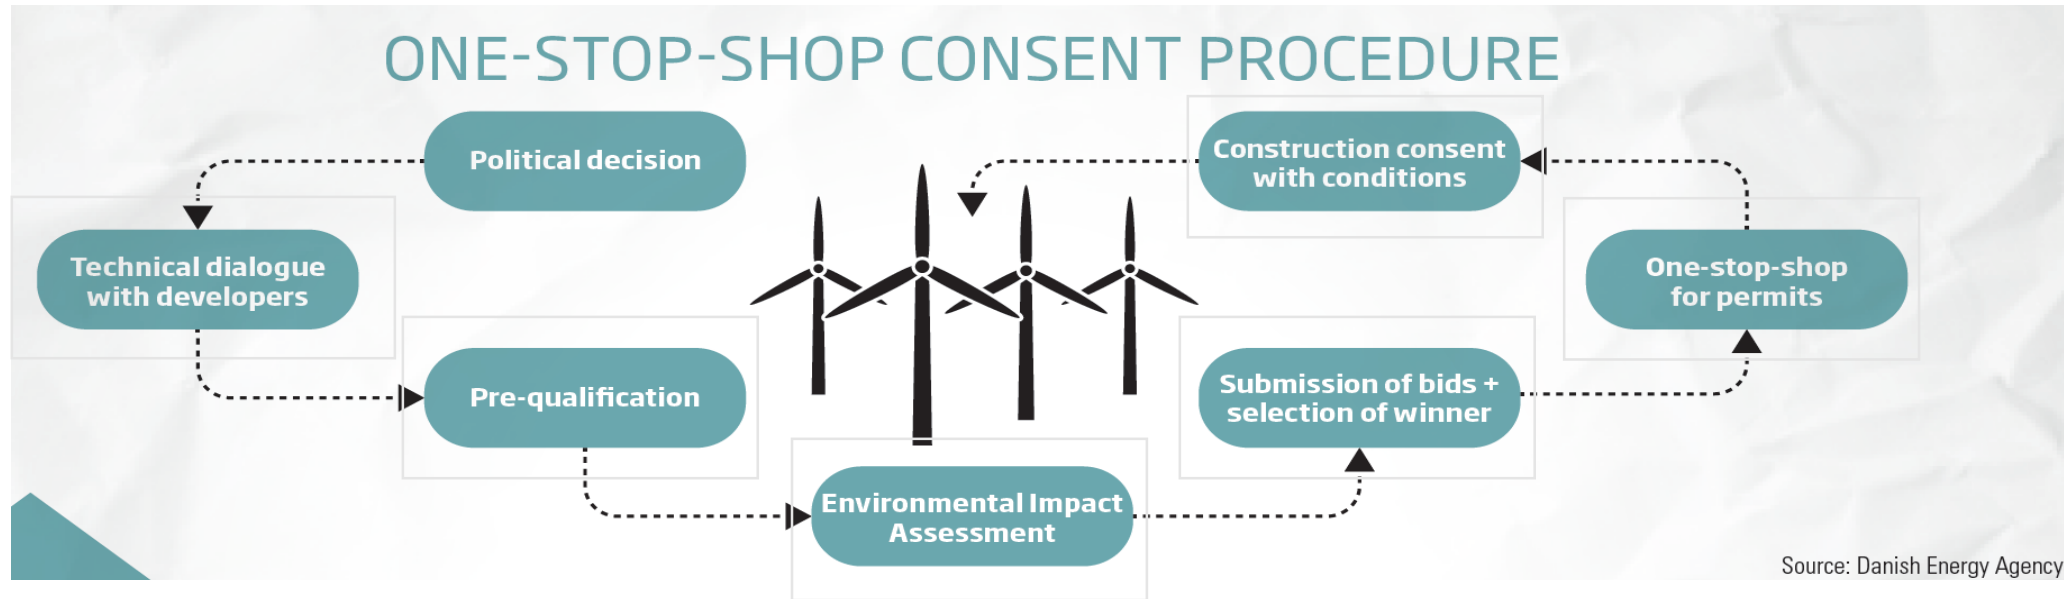 ONE-STOP-SHOP CONSENT PROCEDURE
Political decision
Technical dialogue
with developers
Pre-qualification
Environmental Impact
Assessment
Submission of bids +
selection of winner
One-stop-shop
for permits
Construction consent
with conditions
Source: Danish Energy Agency